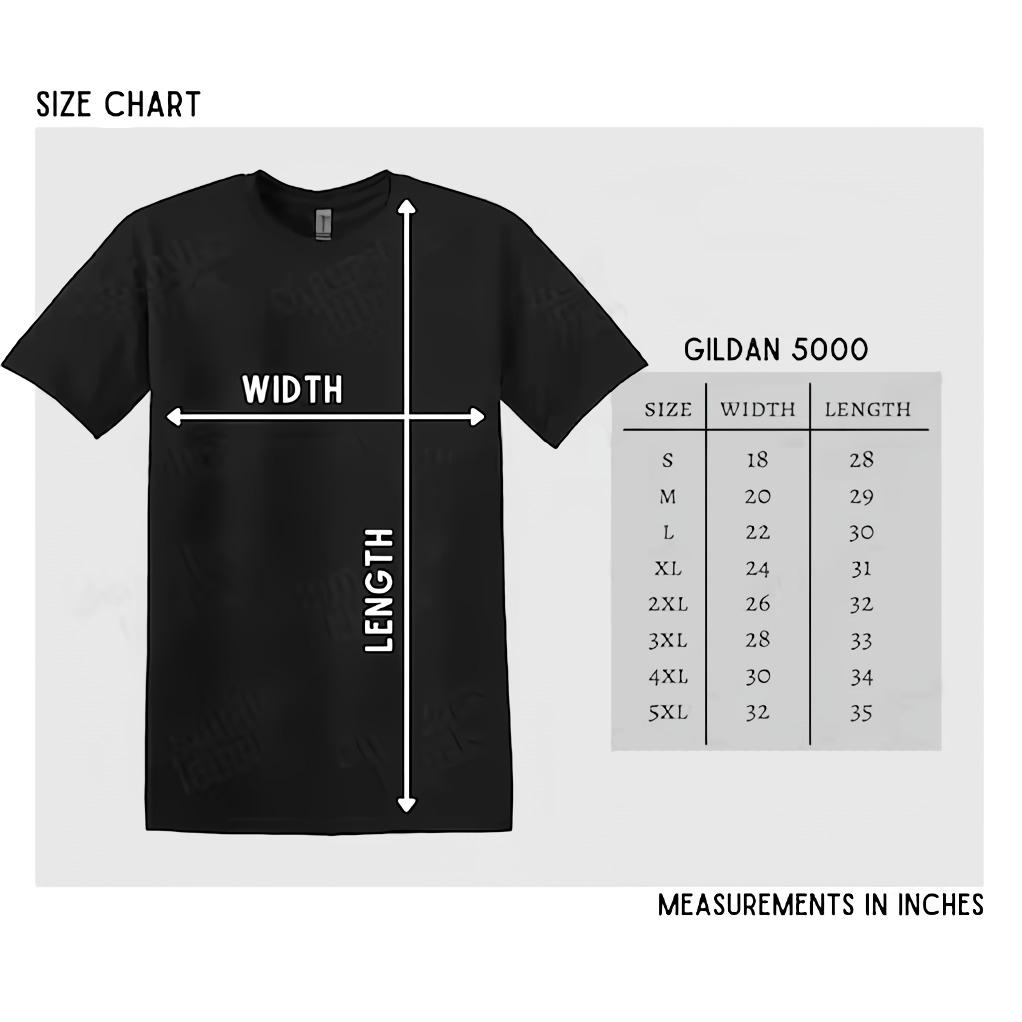 SIZE CHART
WIDTH
LENGTH
GILDAN 5000
SIZE WIDTH LENGTH
S 18 28
M 20 29
L 22 30
XL 24 31
2XL 26 32
3XL 28 33
4XL 30 34
5XL 32 35
MEASUREMENTS IN INCHES